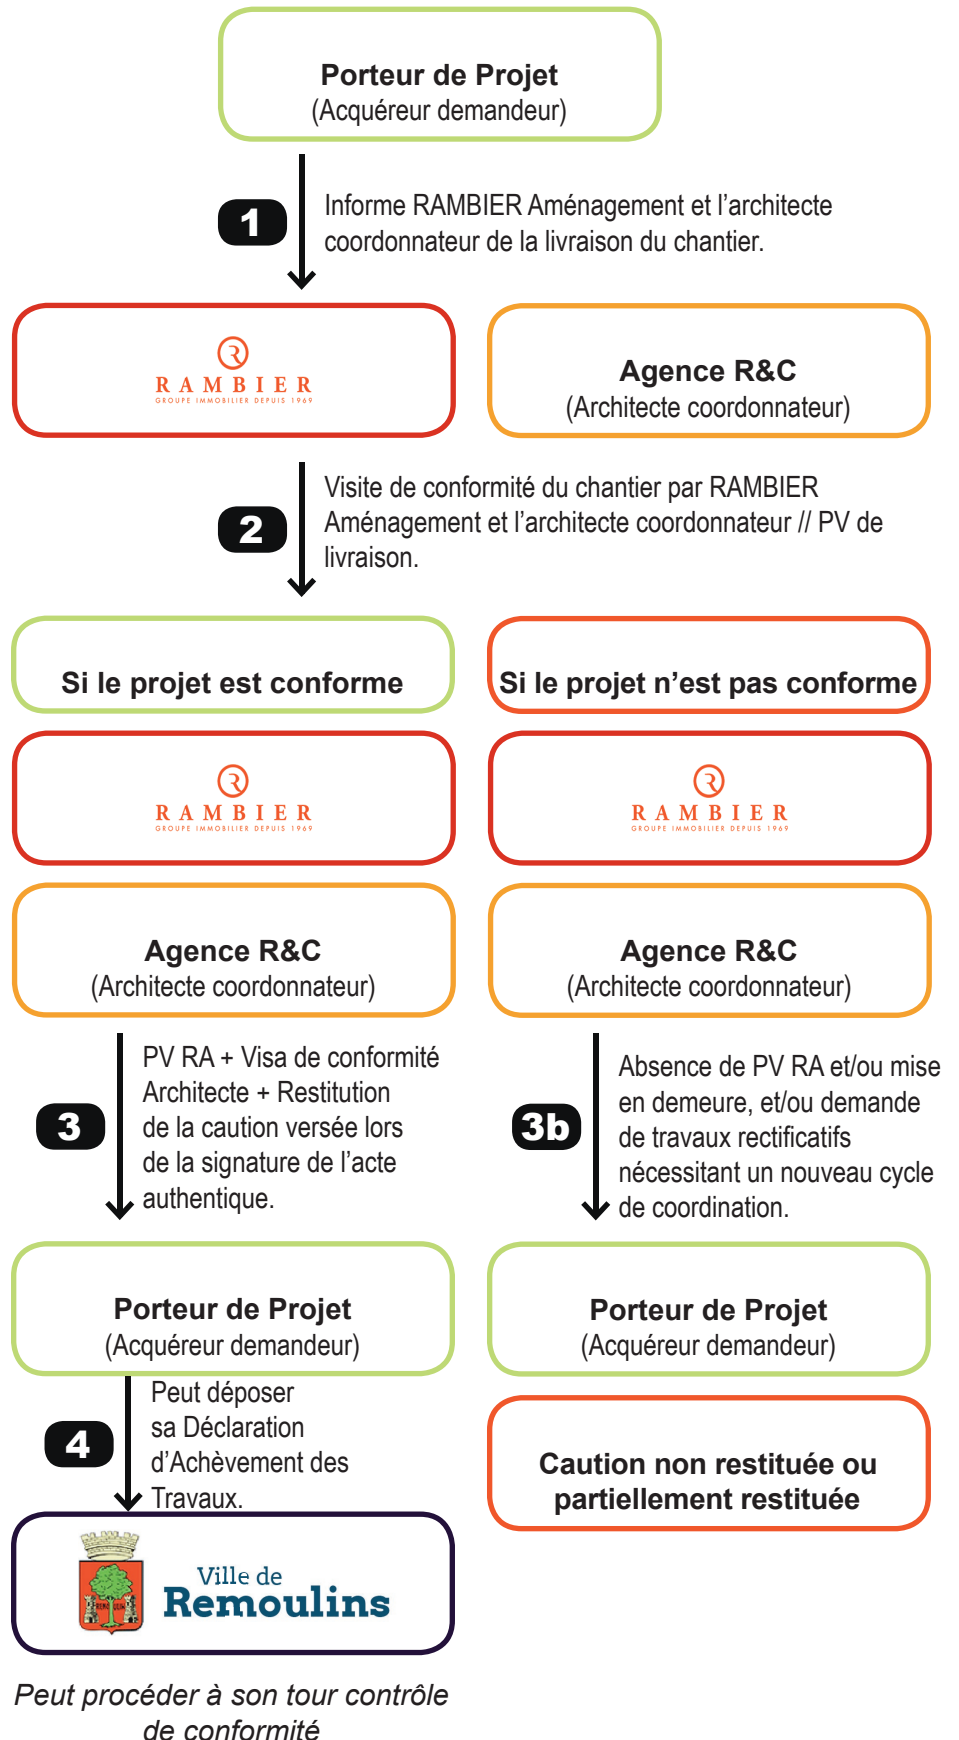 Porteur de Projet
(Acquéreur demandeur)
1
Informe RAMBIER Aménagement et l'architecte
coordonnateur de la livraison du chantier.
R
RAMBIER
GROUPE IMMOBILIER DEPUIS 1969
Agence R&C
(Architecte coordonnateur)
2
Visite de conformité du chantier par RAMBIER
Aménagement et l'architecte coordonnateur // PV de
livraison.
Si le projet est conforme
Si le projet n'est pas conforme
R
RAMBIER
GROUPE IMMOBILIER DEPUIS 1969
R
RAMBIER
GROUPE IMMOBILIER DEPUIS 1969
Agence R&C
(Architecte coordonnateur)
Agence R&C
(Architecte coordonnateur)
3
PV RA + Visa de conformité
Architecte + Restitution
de la caution versée lors
de la signature de l'acte
authentique.
3b
Absence de PV RA et/ou mise
en demeure, et/ou demande
de travaux rectificatifs
nécessitant un nouveau cycle
de coordination.
Porteur de Projet
(Acquéreur demandeur)
Porteur de Projet
(Acquéreur demandeur)
4
Peut déposer
sa Déclaration
d'Achèvement des
Travaux.
Caution non restituée ou
partiellement restituée
Ville de
Remoulins
Peut procéder à son tour contrôle
de conformité